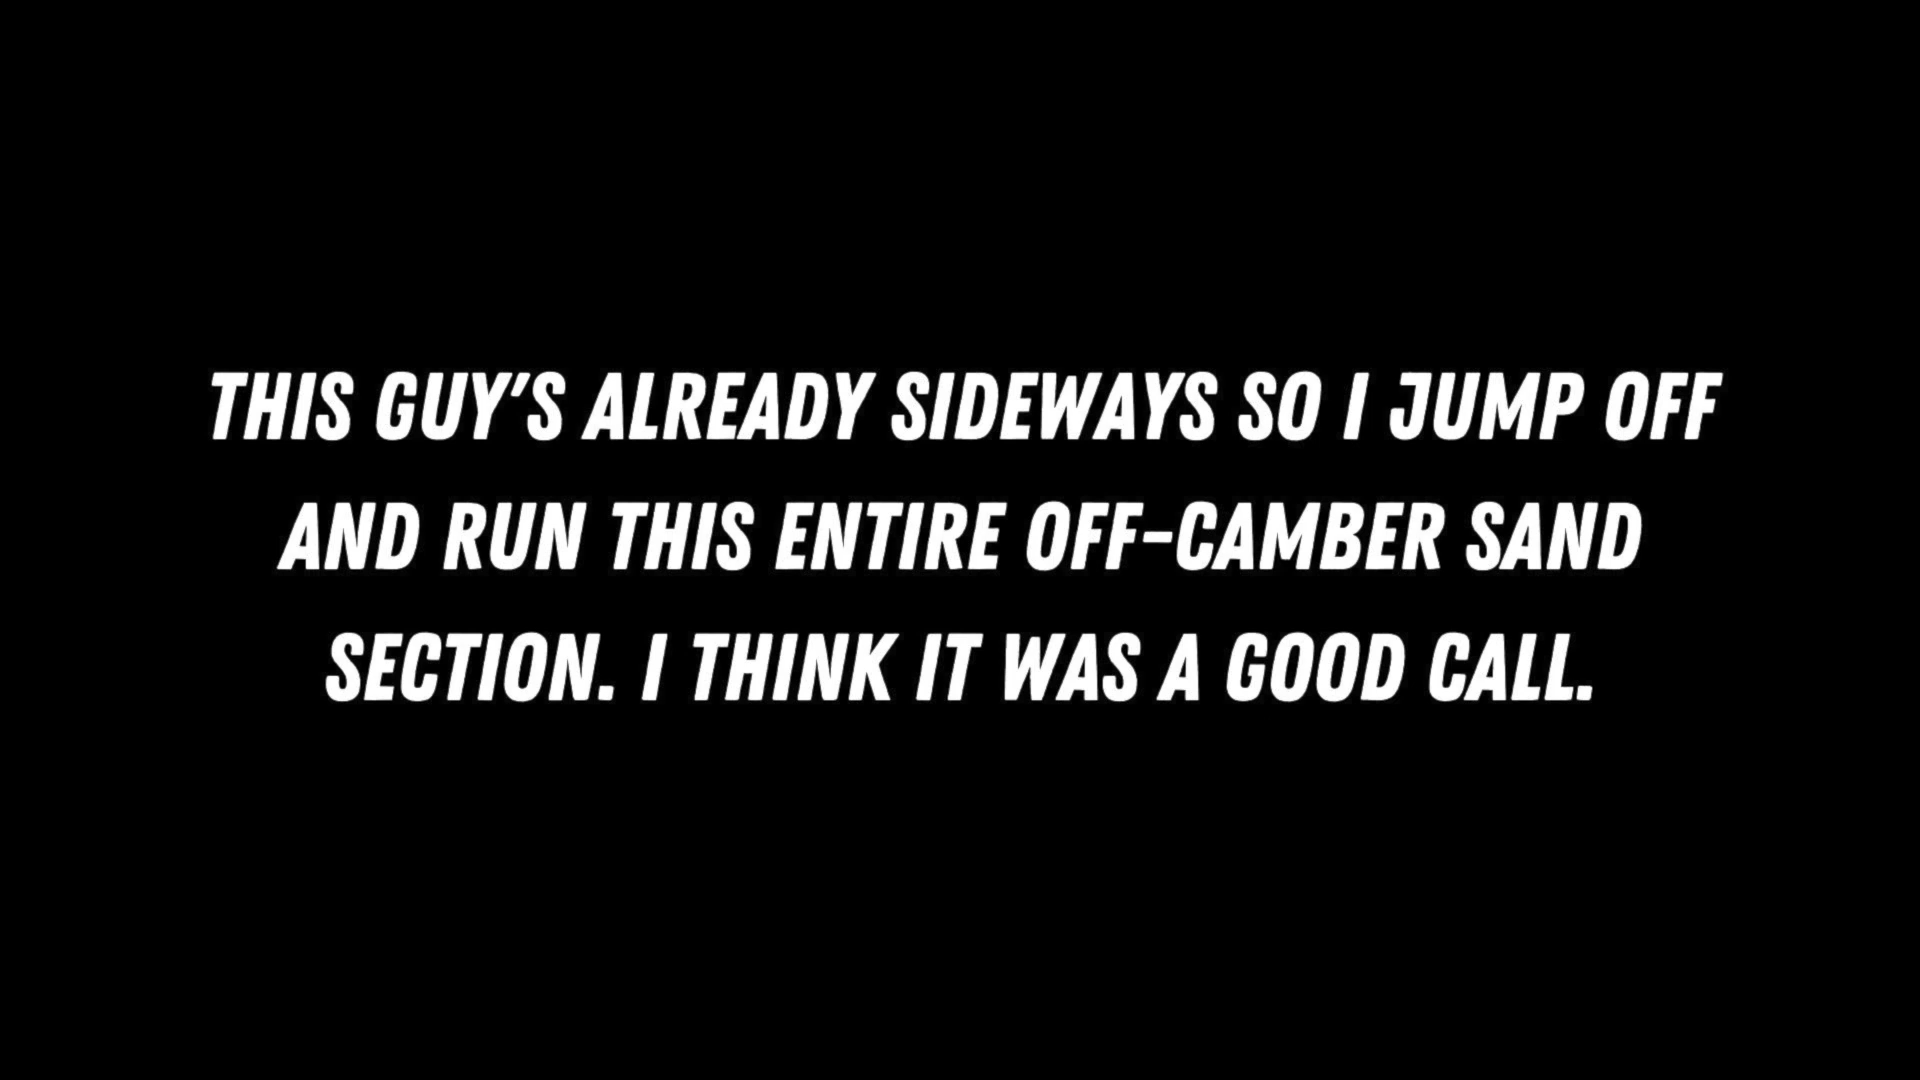 THIS GUY'S ALREADY SIDEWAYS SO I JUMP OFF
AND RUN THIS ENTIRE OFF-CAMBER SAND
SECTION. I THINK IT WAS A GOOD CALL.